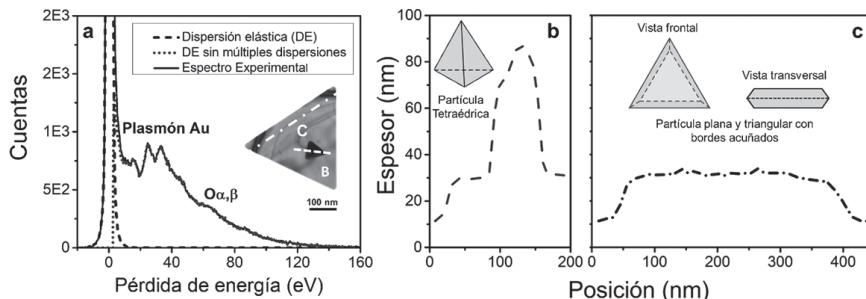 a
Dispersión elástica (DE)
DE sin múltiples dispersiones
Espectro Experimental
Plasmón Au
Oα,β
C
B
100 nm
Cuentas
2E3
2E3
1E3
1E3
5E2
0
0
40
80
120
160
Pérdida de energía (eV)
b
Partícula
Tetraédrica
Espesor (nm)
100
80
60
40
20
0
0
100
200
c
Vista frontal
Vista transversal
Partícula plana y triangular con
bordes acuñados
0
100
200
300
400
Posición (nm)